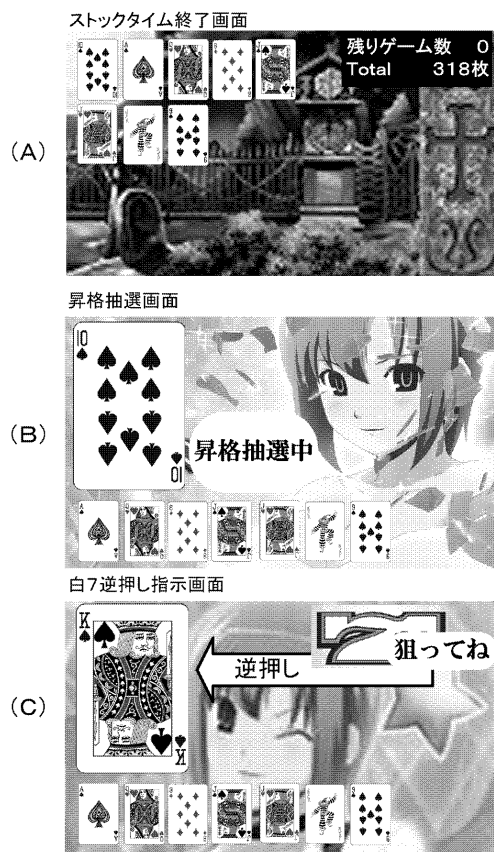 ストックタイム終了画面
(A)
残りゲーム数 0
Total 318枚
昇格抽選画面
(B)
10
昇格抽選中
10
白7逆押し指示画面
(C)
K
逆押し
狙ってね
K